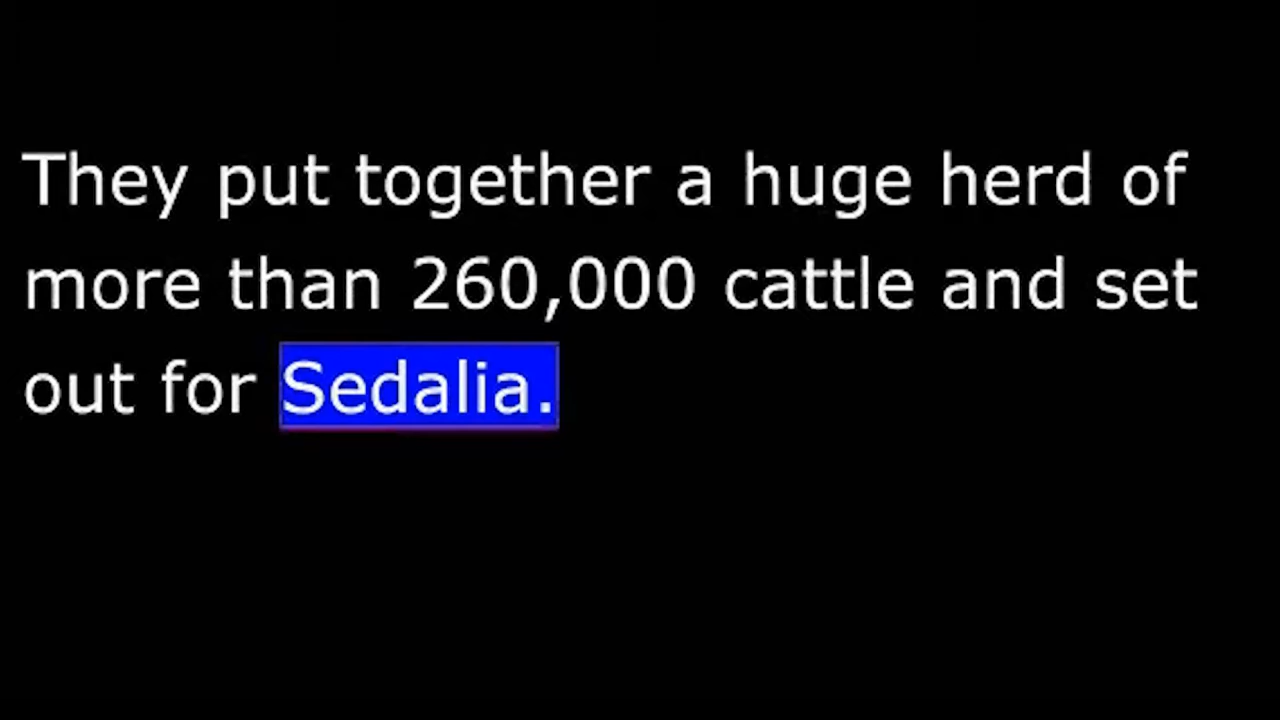 They put together a huge herd of
more than 260,000 cattle and set
out for Sedalia.